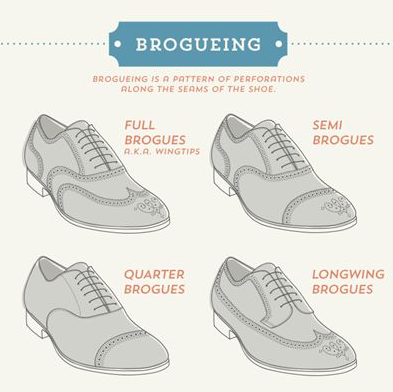 BROGUEING
BROGUEING IS A PATTERN OF PERFORATIONS
ALONG THE SEAMS OF THE SHOE.
FULL
BROGUES
A.K.A. WINGTIPS
SEMI
BROGUES
QUARTER
BROGUES
LONGWING
BROGUES